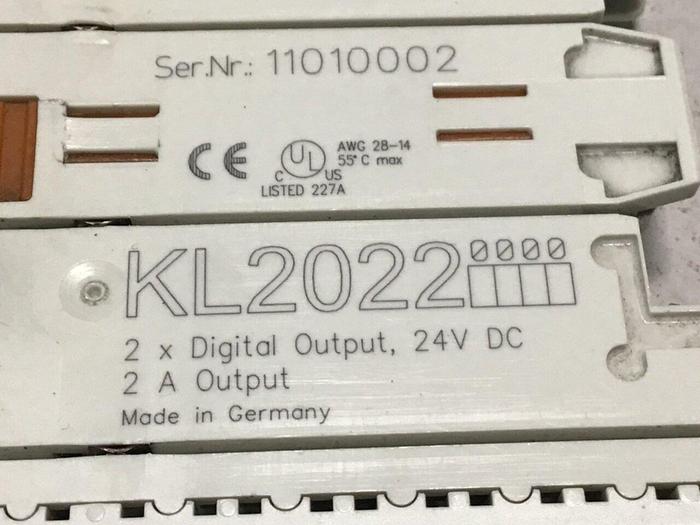 Ser.Nr.: 11010002
CE
C UL US
LISTED 227A
AWG 28-14
55°C max
KL2022 0000
2 x Digital Output, 24V DC
2 A Output
Made in Germany